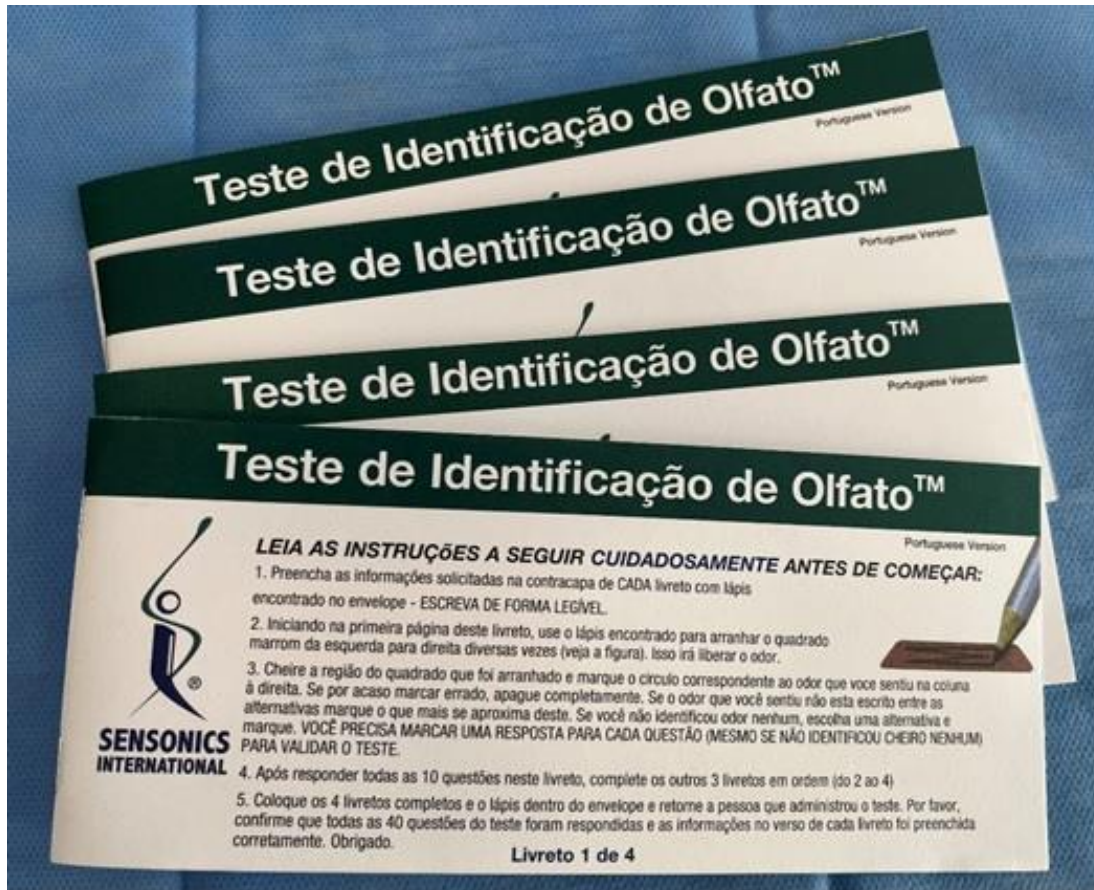 Teste de Identificação de Olfato™
Portuguese Version
Teste de Identificação de Olfato™
Portuguese Version
Teste de Identificação de Olfato™
Portuguese Version
Teste de Identificação de Olfato™
Portuguese Version
LEIA AS INSTRUÇõES A SEGUIR CUIDADOSAMENTE ANTES DE COMEÇAR:
1. Preencha as informações solicitadas na contracapa de CADA livreto com lápis
encontrado no envelope - ESCREVA DE FORMA LEGÍVEL.
2. Iniciando na primeira página deste livreto, use o lápis encontrado para arranhar o quadrado
marrom da esquerda para direita diversas vezes (veja a figura). Isso irá liberar o odor.
3. Cheire a região do quadrado que foi arranhado e marque o circulo correspondente ao odor que voce sentiu na coluna
á direita. Se por acaso marcar errado, apague completamente. Se o odor que você sentiu não esta escrito entre as
alternativas marque o que mais se aproxima deste. Se você não identificou odor nenhum, escolha uma alternativa e
marque. VOCÊ PRECISA MARCAR UMA RESPOSTA PARA CADA QUESTÃO (MESMO SE NÃO IDENTIFICOU CHEIRO NENHUM)
PARA VALIDAR O TESTE.
4. Após responder todas as 10 questões neste livreto, complete os outros 3 livretos em ordem (do 2 ao 4)
5. Coloque os 4 livretos completos e o lápis dentro do envelope e retorne a pessoa que administrou o teste. Por favor,
confirme que todas as 40 questões do teste foram respondidas e as informações no verso de cada livreto foi preenchida
corretamente. Obrigado.
®
SENSONICS
INTERNATIONAL
Livreto 1 de 4